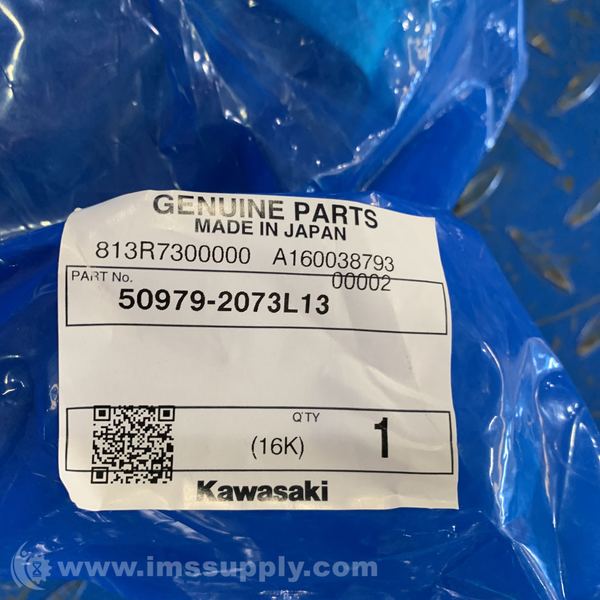 GENUINE PARTS
MADE IN JAPAN
813R7300000 A160038793
00002
PART No.
50979-2073L13
Q'TY
(16K) 1
Kawasaki
© www.imssupply.com/